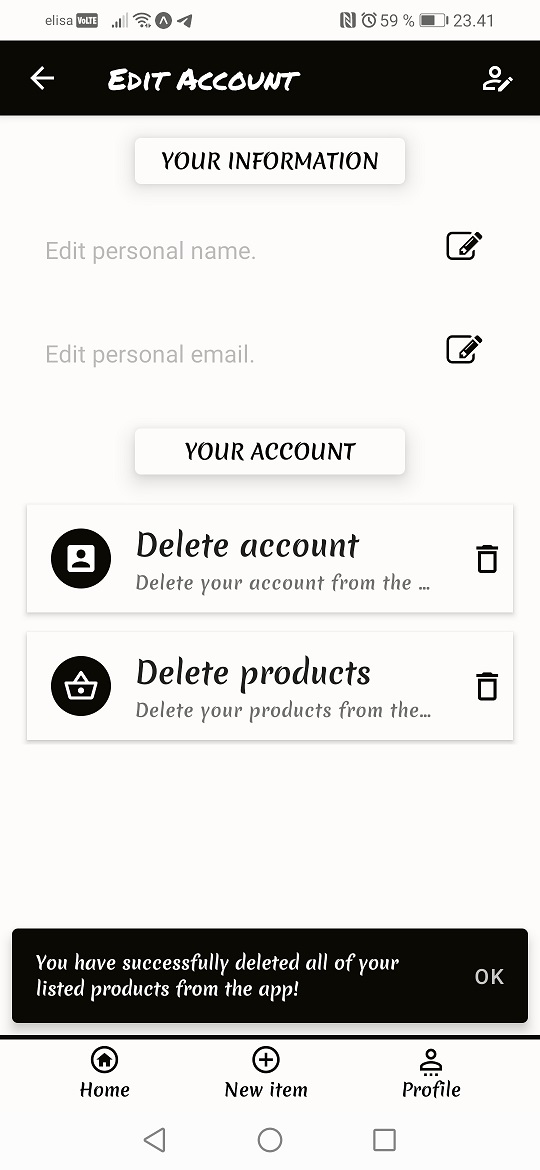 elisa VoLTE 59 % 23.41
Edit Account
YOUR INFORMATION
Edit personal name.
Edit personal email.
YOUR ACCOUNT
Delete account
Delete your account from the ...
Delete products
Delete your products from the...
You have successfully deleted all of your
listed products from the app!
OK
Home New item Profile